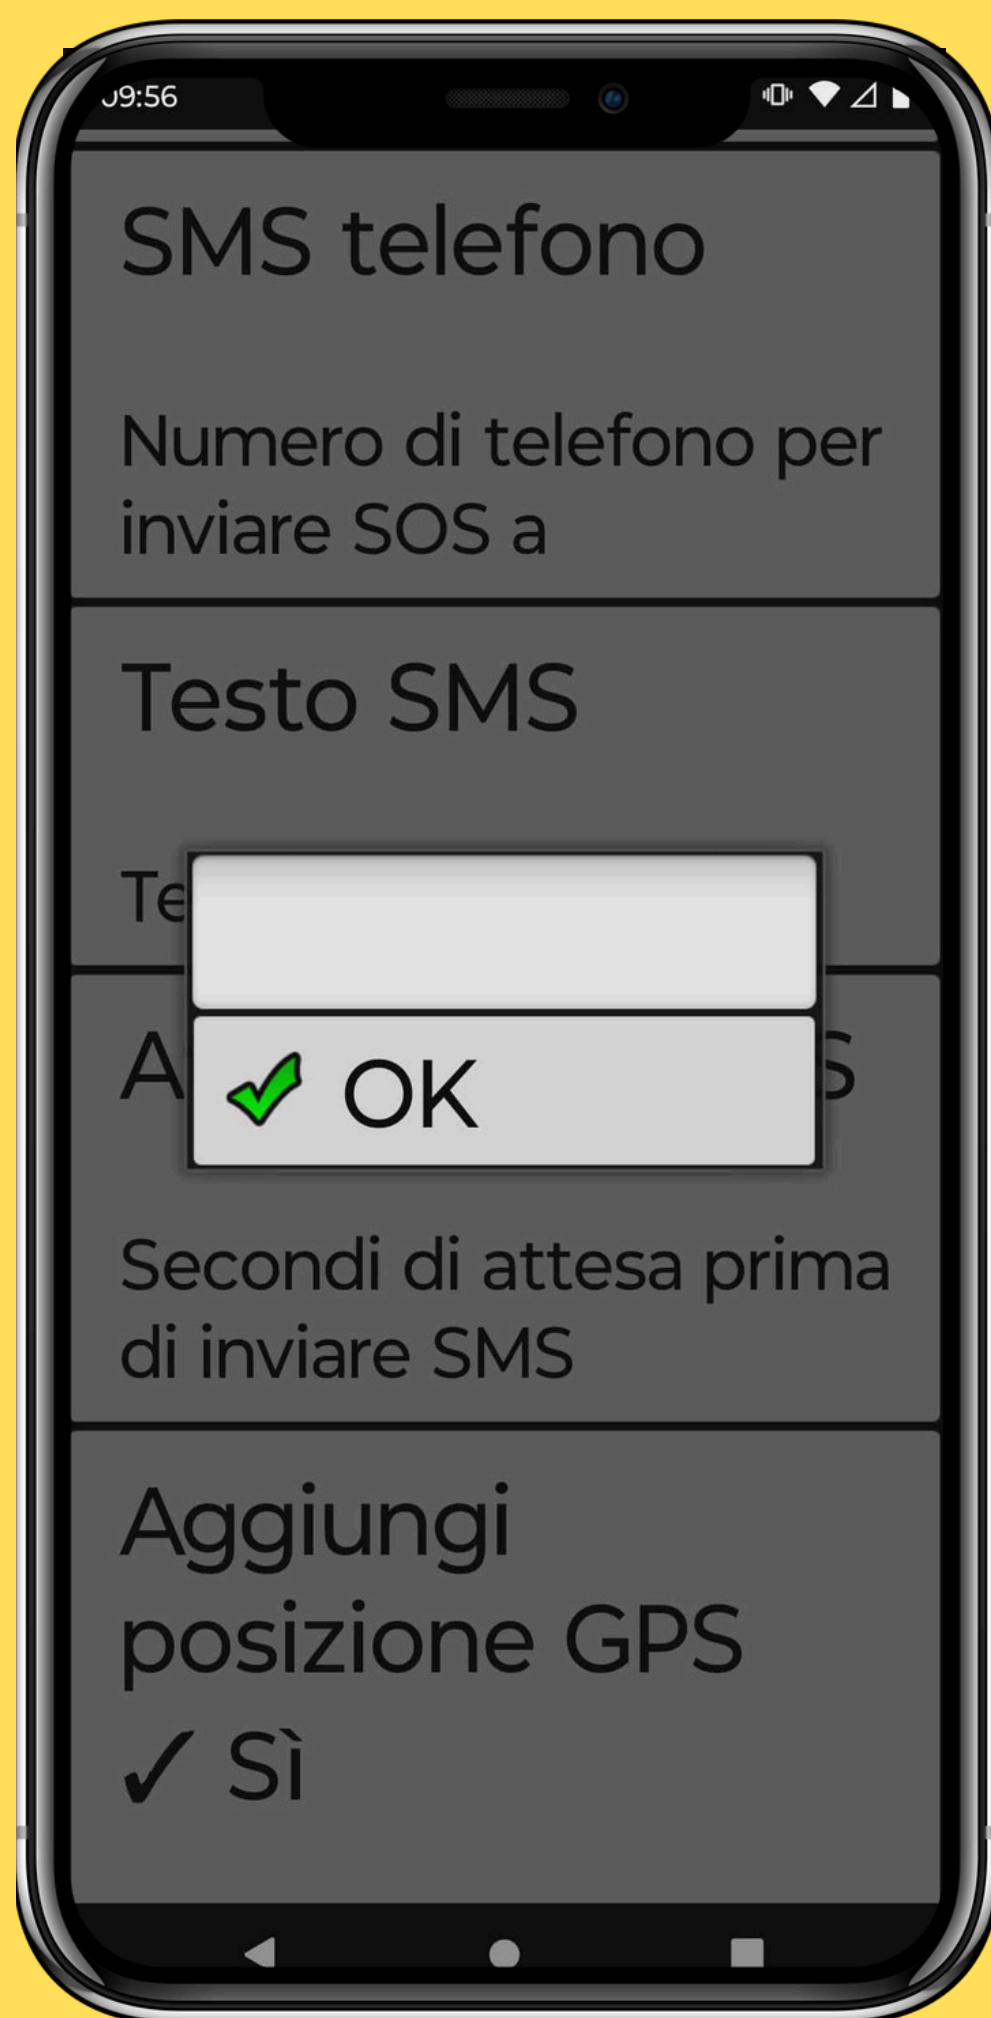 09:56
SMS telefono
Numero di telefono per
inviare SOS a
Testo SMS
OK
Secondi di attesa prima
di inviare SMS
Aggiungi
posizione GPS
✓ Sì